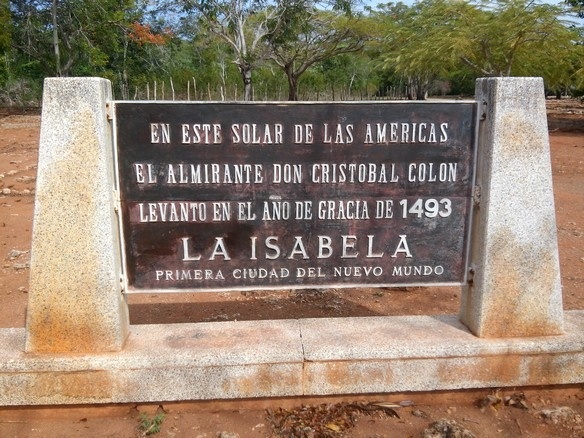 EN ESTE SOLAR DE LAS AMERICAS
EL ALMIRANTE DON CRISTOBAL COLON
LEVANTO EN EL AÑO DE GRACIA DE 1493
LA ISABELA
PRIMERA CIUDAD DEL NUEVO MUNDO